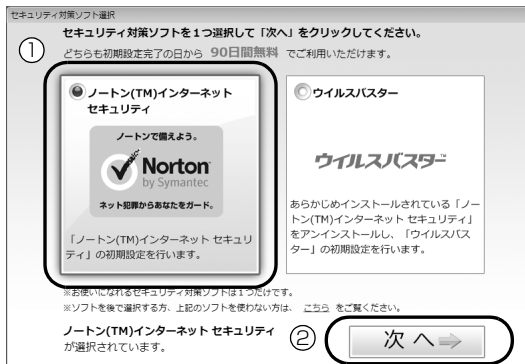 セキュリティ対策ソフト選択
セキュリティ対策ソフトを1つ選択して「次へ」をクリックしてください。
① どちらも初期設定完了の日から 90日間無料 でご利用いただけます。
ノートン(TM)インターネット
セキュリティ
ノートンで備えよう。
Norton
by Symantec
ネット犯罪からあなたをガード。
「ノートン(TM)インターネット セキュリ
ティ」の初期設定を行います。
ウイルスバスター
ウイルスバスター™
あらかじめインストールされている「ノー
トン(TM)インターネット セキュリティ」
をアンインストールし、「ウイルスバス
ター」の初期設定を行います。
※お使いになれるセキュリティ対策ソフトは1つだけです。
※ソフトを後で選択する方、上記のソフトを使わない方は、 こちら をご覧ください。
ノートン(TM)インターネット セキュリティ
が選択されています。
② 次 へ